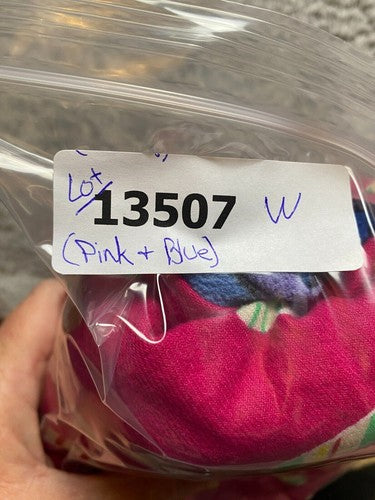 Lot
13507 W
(Pink + Blue)